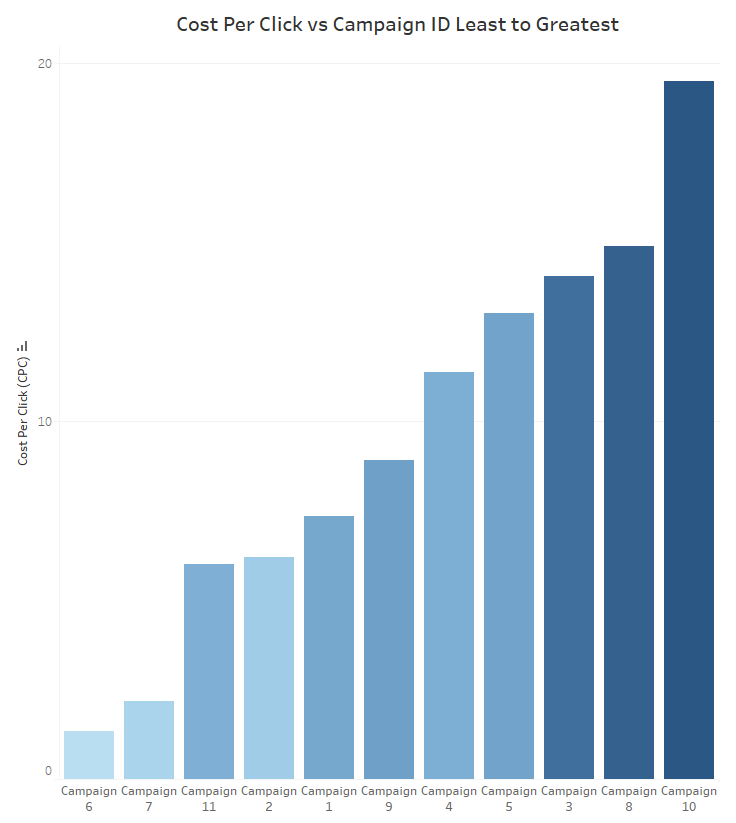 Cost Per Click vs Campaign ID Least to Greatest
Cost Per Click (CPC)
20
10
0
Campaign 6
Campaign 7
Campaign 11
Campaign 2
Campaign 1
Campaign 9
Campaign 4
Campaign 5
Campaign 3
Campaign 8
Campaign 10